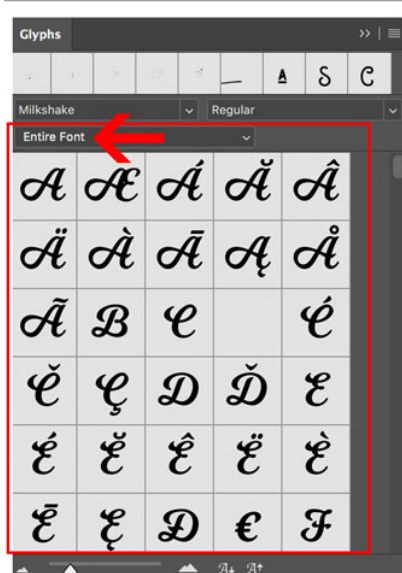 Glyphs
A S C
Milkshake Regular
Entire Font
A Æ Á Ă Â
Ä À Ā Ą Å
Ã B C É
Ě Ç D Ď E
É Ĕ Ê Ë È
Ē Ę Đ € F